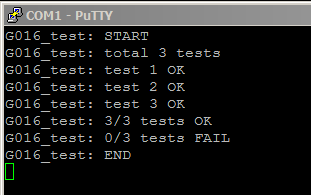 COM1 - PuTTY
G016_test: START
G016_test: total 3 tests
G016_test: test 1 OK
G016_test: test 2 OK
G016_test: test 3 OK
G016_test: 3/3 tests OK
G016_test: 0/3 tests FAIL
G016_test: END